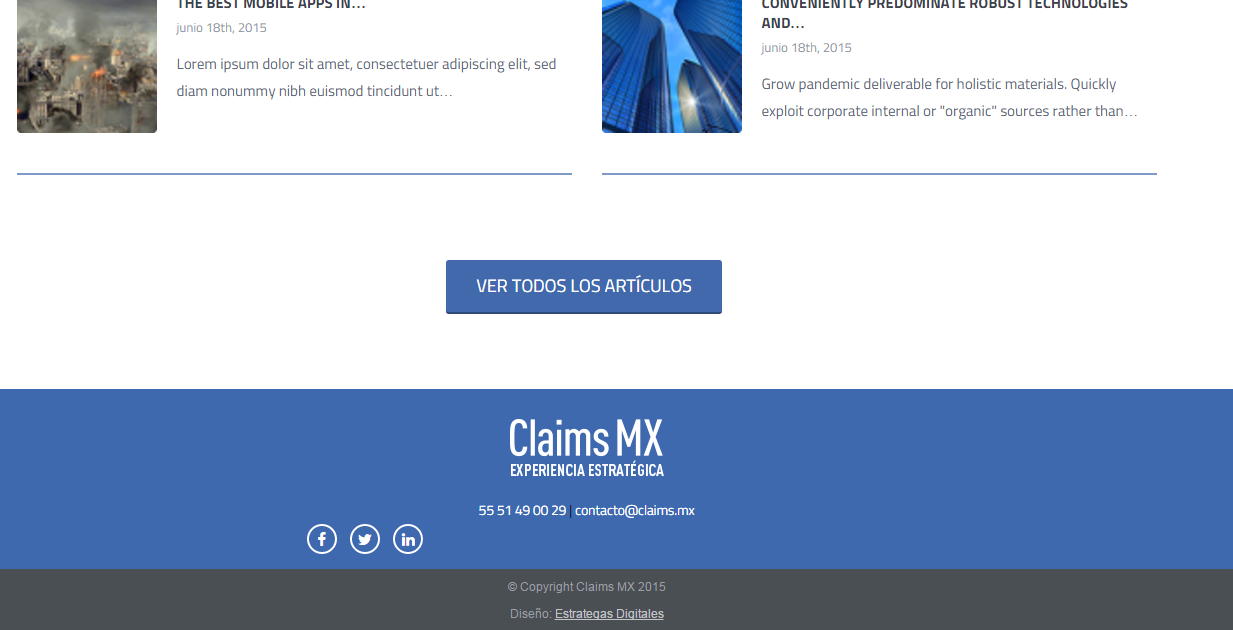 THE BEST MOBILE APPS IN...
junio 18th, 2015
Lorem ipsum dolor sit amet, consectetuer adipiscing elit, sed
diam nonummy nibh euismod tincidunt ut...
CONVENIENTLY PREDOMINATE ROBUST TECHNOLOGIES
AND...
junio 18th, 2015
Grow pandemic deliverable for holistic materials. Quickly
exploit corporate internal or "organic" sources rather than...
VER TODOS LOS ARTÍCULOS
Claims MX
EXPERIENCIA ESTRATÉGICA
55 51 49 00 29 | contacto@claims.mx
© Copyright Claims MX 2015
Diseño: Estrategas Digitales